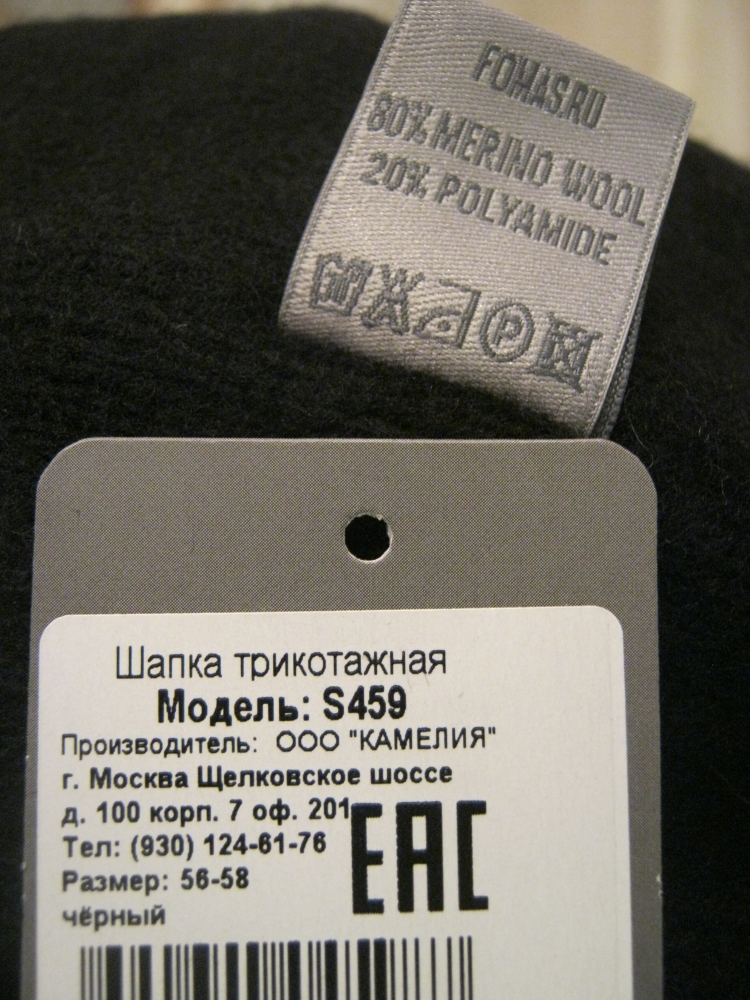 FOHAS.RU
80% MERINO WOOL
20% POLYAMIDE
P
Шапка трикотажная
Модель: S459
Производитель: ООО "КАМЕЛИЯ"
г. Москва Щелковское шоссе
д. 100 корп. 7 оф. 201
Тел: (930) 124-61-76
Размер: 56-58
чёрный
EAC